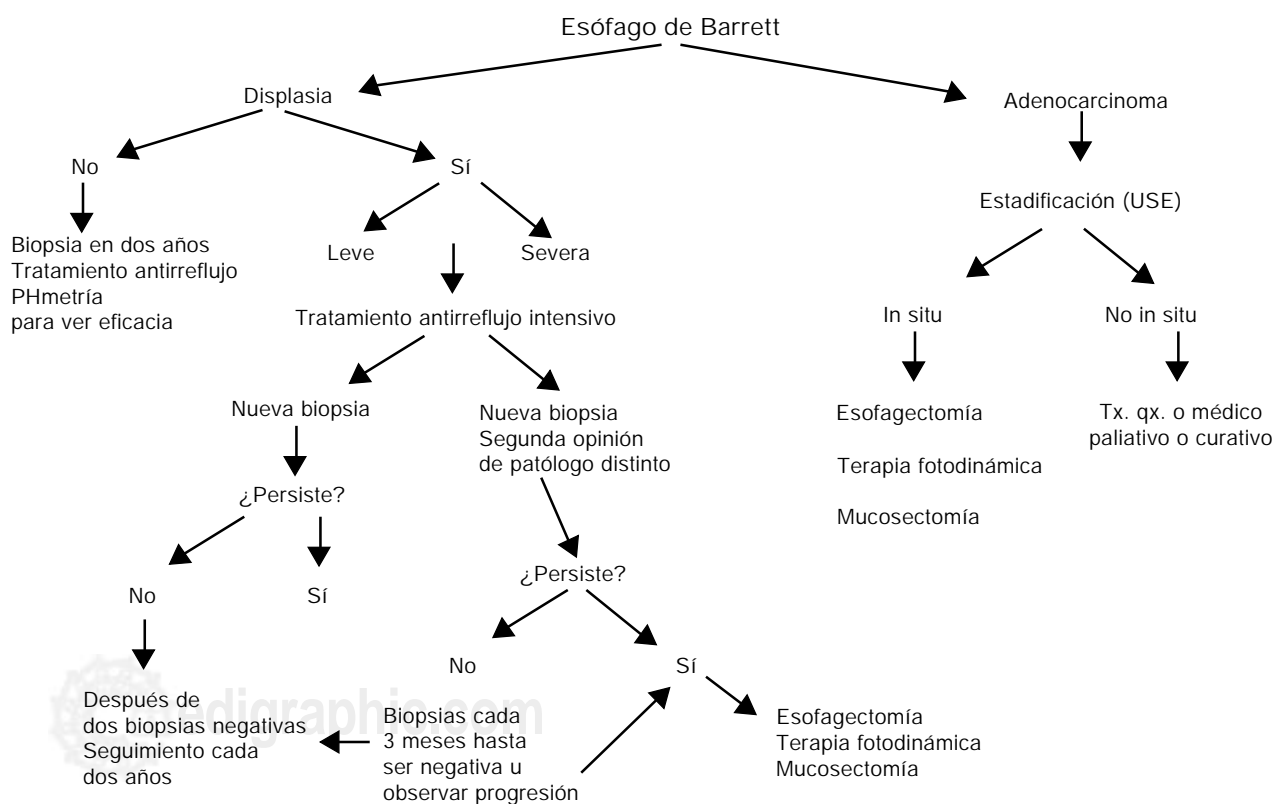 Esófago de Barrett
Displasia
Adenocarcinoma
No
Sí
Estadificación (USE)
Biopsia en dos años
Tratamiento antirreflujo
PHmetría
para ver eficacia
Leve
Severa
Tratamiento antirreflujo intensivo
In situ
No in situ
Nueva biopsia
Nueva biopsia
Segunda opinión
de patólogo distinto
Esofagectomía
Terapia fotodinámica
Mucosectomía
Tx. qx. o médico
paliativo o curativo
¿Persiste?
¿Persiste?
No
Sí
No
Sí
Después de
dos biopsias negativas
Seguimiento cada
dos años
Biopsias cada
3 meses hasta
ser negativa u
observar progresión
Esofagectomía
Terapia fotodinámica
Mucosectomía
edigraphic.com